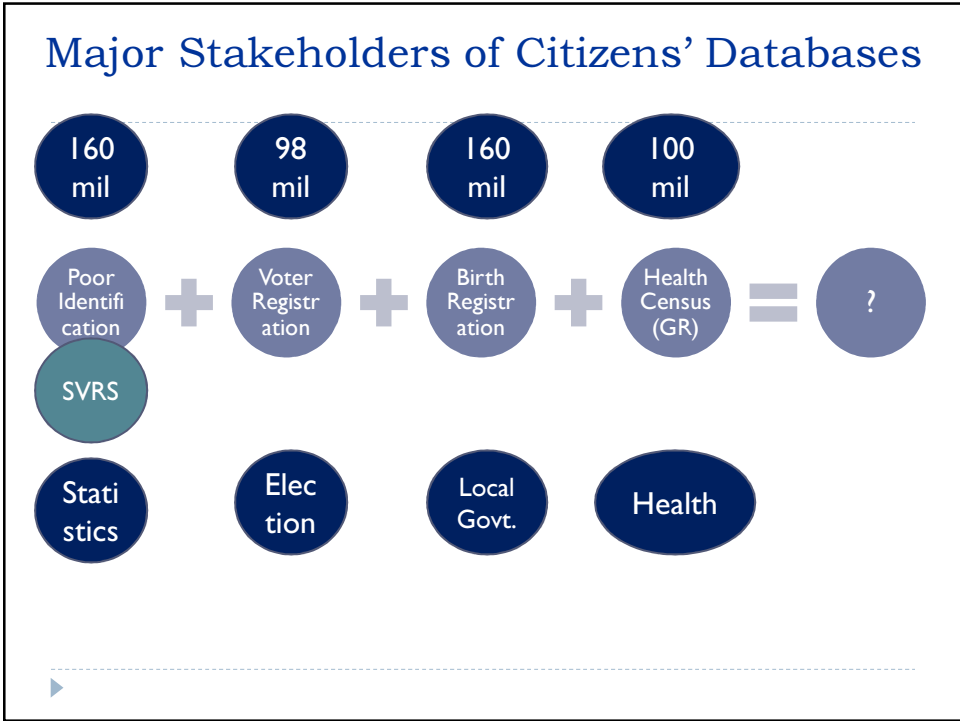 Major Stakeholders of Citizens’ Databases
160
mil
98
mil
160
mil
100
mil
Poor
Identifi
cation
Voter
Registr
ation
Birth
Registr
ation
Health
Census
(GR)
?
SVRS
Stati
stics
Elec
tion
Local
Govt.
Health